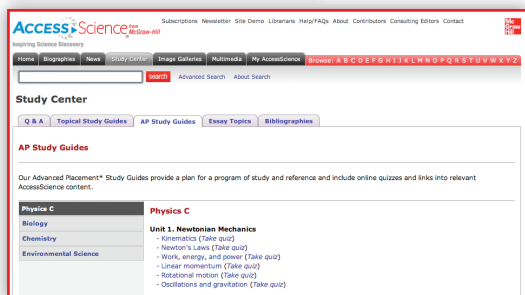 Subscriptions Newsletter Site Demo Librarians Help/FAQs About Contributors Consulting Editors Contact
ACCESS Science from McGraw-Hill
Mc Graw Hill
Inspiring Science Discovery
Home Biographies News Study Center Image Galleries Multimedia My AccessScience Browse: A B C D E F G H I J K L M N O P Q R S T U V W X Y Z
search Advanced Search About Search
Study Center
Q & A Topical Study Guides AP Study Guides Essay Topics Bibliographies
AP Study Guides
Our Advanced Placement* Study Guides provide a plan for a program of study and reference and include online quizzes and links into relevant
AccessScience content.
Physics C
Biology
Chemistry
Environmental Science
Physics C
Unit 1. Newtonian Mechanics
- Kinematics (Take quiz)
- Newton's Laws (Take quiz)
- Work, energy, and power (Take quiz)
- Linear momentum (Take quiz)
- Rotational motion (Take quiz)
- Oscillations and gravitation (Take quiz)